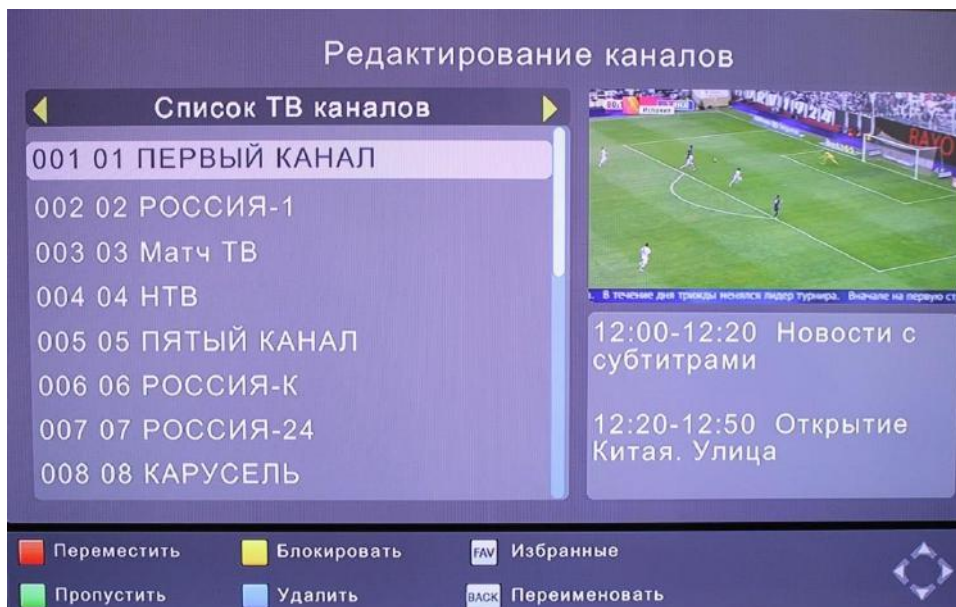 Редактирование каналов
Список ТВ каналов
001 01 ПЕРВЫЙ КАНАЛ
002 02 РОССИЯ-1
003 03 Матч ТВ
004 04 НТВ
005 05 ПЯТЫЙ КАНАЛ
006 06 РОССИЯ-К
007 07 РОССИЯ-24
008 08 КАРУСЕЛЬ
Испания
RAYO
В течение дня трижды менялся лидер турнира. Вначале на первую ст
12:00-12:20 Новости с
субтитрами
12:20-12:50 Открытие
Китая. Улица
Переместить
Блокировать
FAV Избранные
Пропустить
Удалить
BACK Переименовать